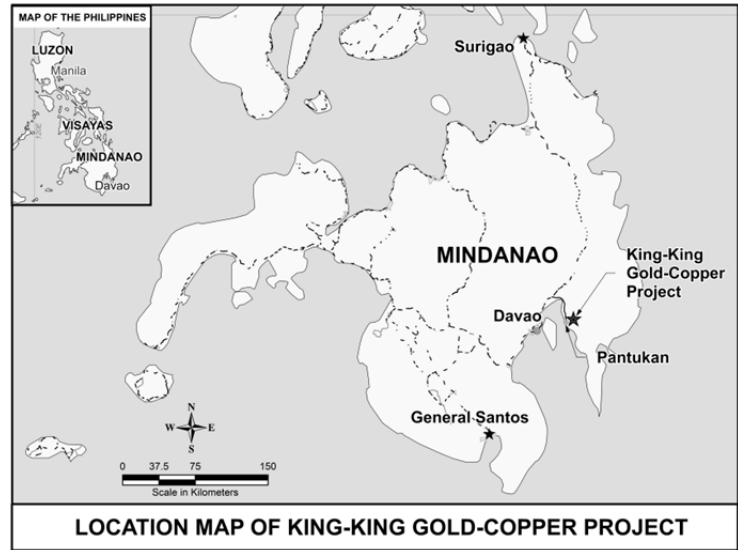 MAP OF THE PHILIPPINES
LUZON
Manila
120E
VISAYAS
MINDANAO
Davao
Surigao
MINDANAO
King-King
Gold-Copper
Project
Davao
Pantukan
General Santos
N
W E
S
0 37.5 75 150
Scale in Kilometers
LOCATION MAP OF KING-KING GOLD-COPPER PROJECT